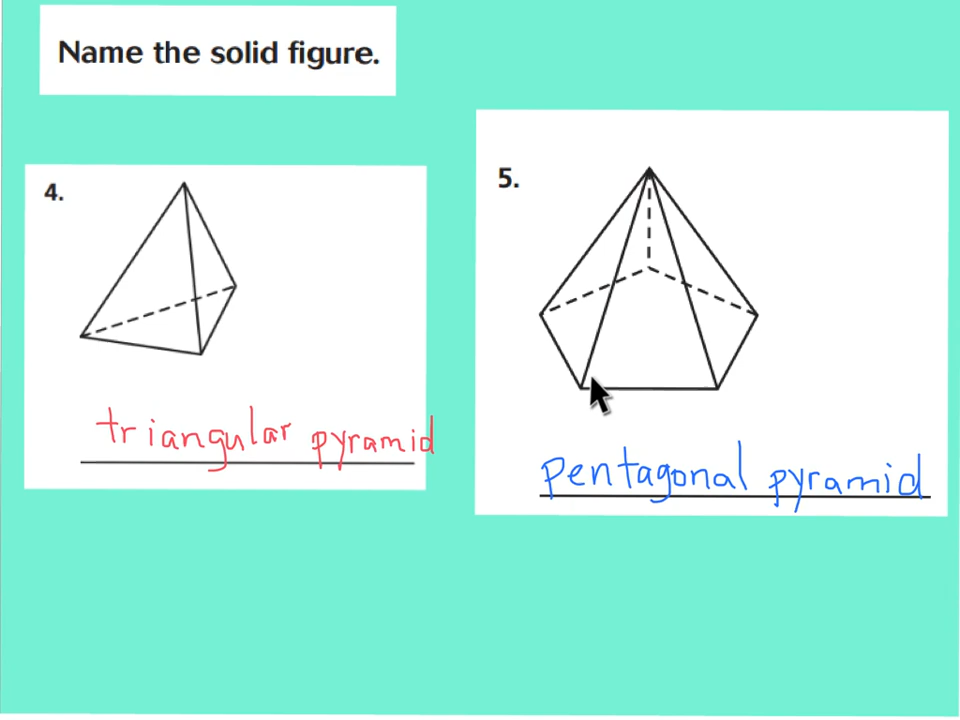 Name the solid figure.
4.
triangular pyramid
5.
pentagonal pyramid